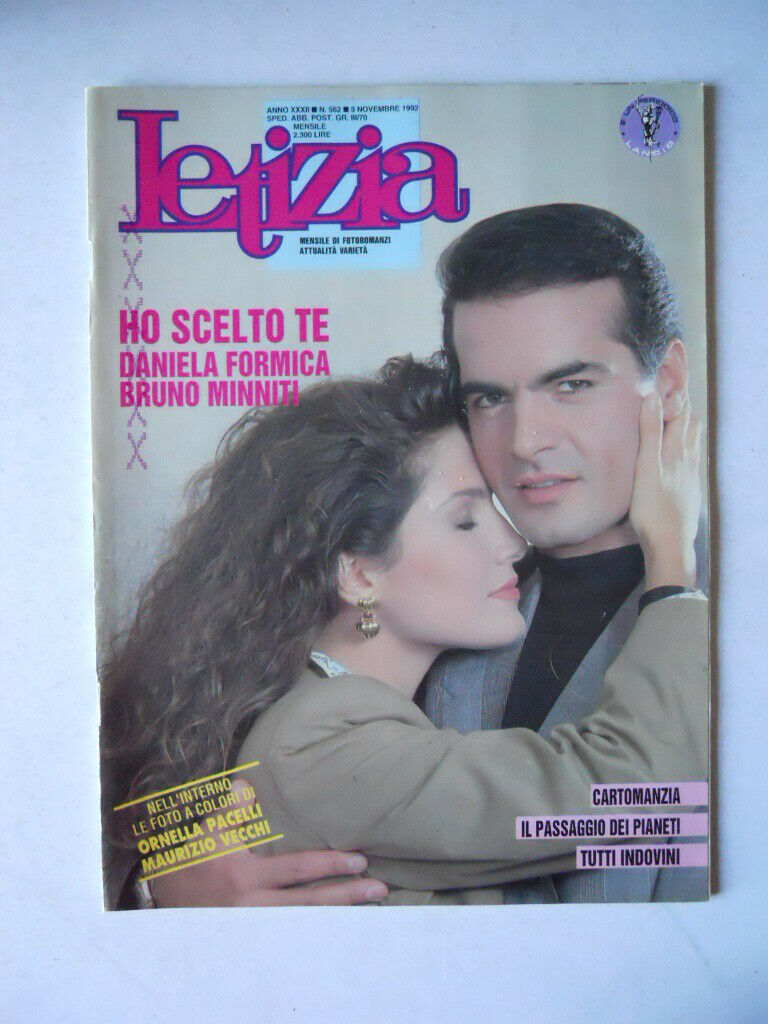 ANNO XXXII ■ N. 562 ■ 5 NOVEMBRE 1992
SPED. ABB. POST. GR. III/70
MENSILE
2.300 LIRE
letizia
MENSILE DI FOTOROMANZI
ATTUALITÀ VARIETÀ
È UN PERIODICO
LANCIO
HO SCELTO TE
DANIELA FORMICA
BRUNO MINNITI
NELL'INTERNO
LE FOTO A COLORI DI
ORNELLA PACELLI
MAURIZIO VECCHI
CARTOMANZIA
IL PASSAGGIO DEI PIANETI
TUTTI INDOVINI